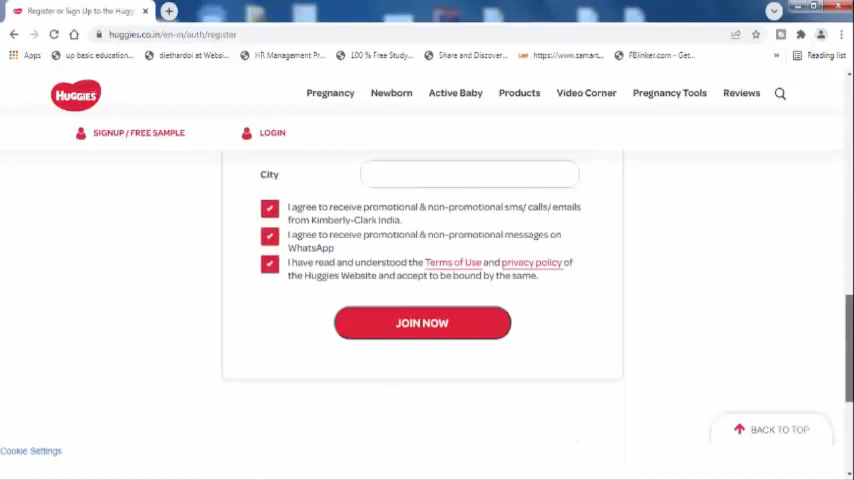 Register or Sign Up to the Hugg
huggies.co.in/en-in/auth/register
Apps
up basic education...
diethardoi at Websi...
HR Management Pr...
100 % Free Study...
Share and Discover...
https://www.samart...
FBlinker.com - Get...
»
Reading list
HUGGIES
Pregnancy
Newborn
Active Baby
Products
Video Corner
Pregnancy Tools
Reviews
SIGNUP / FREE SAMPLE
LOGIN
City
I agree to receive promotional & non-promotional sms/ calls/ emails
from Kimberly-Clark India.
I agree to receive promotional & non-promotional messages on
WhatsApp
I have read and understood the Terms of Use and privacy policy of
the Huggies Website and accept to be bound by the same.
JOIN NOW
BACK TO TOP
Cookie Settings